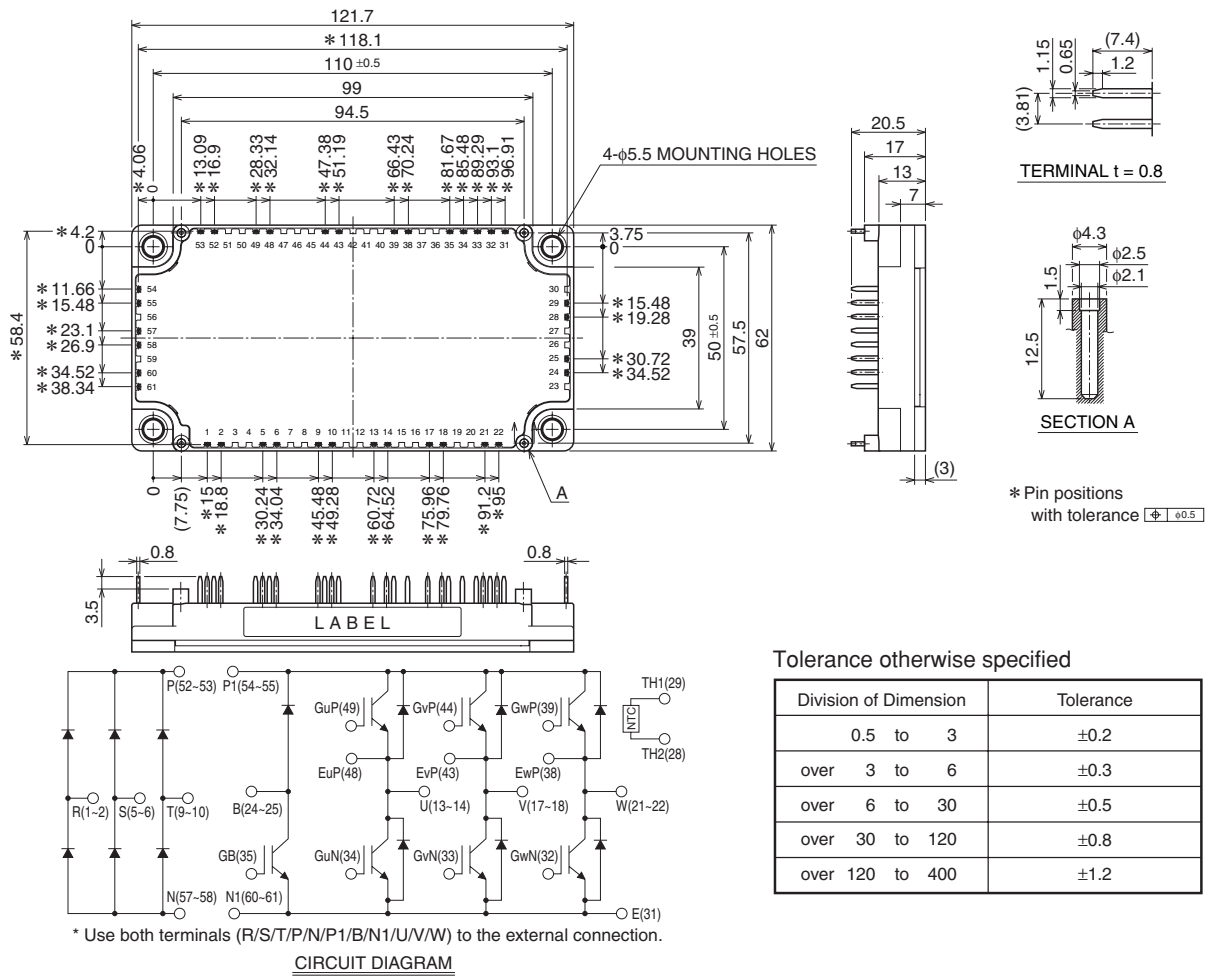 121.7
*118.1
110 ±0.5
99
94.5
*4.06
0
*13.09
*16.9
*28.33
*32.14
*47.38
*51.19
*66.43
*70.24
*81.67
*85.48
*89.29
*93.1
*96.91
4-φ5.5 MOUNTING HOLES
*4.2
0
*11.66
*15.48
*23.1
*26.9
*34.52
*38.34
*58.4
53 52 51 50 49 48 47 46 45 44 43 42 41 40 39 38 37 36 35 34 33 32 31
54
55
56
57
58
59
60
61
30
29
28
27
26
25
24
23
1 2 3 4 5 6 7 8 9 10 11 12 13 14 15 16 17 18 19 20 21 22
3.75
0
*15.48
*19.28
*30.72
*34.52
39
50 ±0.5
57.5
62
0
(7.75)
*15
*18.8
*30.24
*34.04
*45.48
*49.28
*60.72
*64.52
*75.96
*79.76
*91.2
*95
A
20.5
17
13
7
(3)
1.15
0.65
(7.4)
1.2
(3.81)
TERMINAL t = 0.8
φ4.3
φ2.5
φ2.1
1.5
12.5
SECTION A
* Pin positions
with tolerance ⌖ φ0.5
0.8
0.8
3.5
LABEL
P(52~53)
P1(54~55)
GuP(49)
GvP(44)
GwP(39)
TH1(29)
NTC
TH2(28)
EuP(48)
EvP(43)
EwP(38)
R(1~2)
S(5~6)
T(9~10)
B(24~25)
U(13~14)
V(17~18)
W(21~22)
GB(35)
GuN(34)
GvN(33)
GwN(32)
N(57~58)
N1(60~61)
E(31)
* Use both terminals (R/S/T/P/N/P1/B/N1/U/V/W) to the external connection.
CIRCUIT DIAGRAM
Tolerance otherwise specified
Division of Dimension Tolerance
0.5 to 3 ±0.2
over 3 to 6 ±0.3
over 6 to 30 ±0.5
over 30 to 120 ±0.8
over 120 to 400 ±1.2